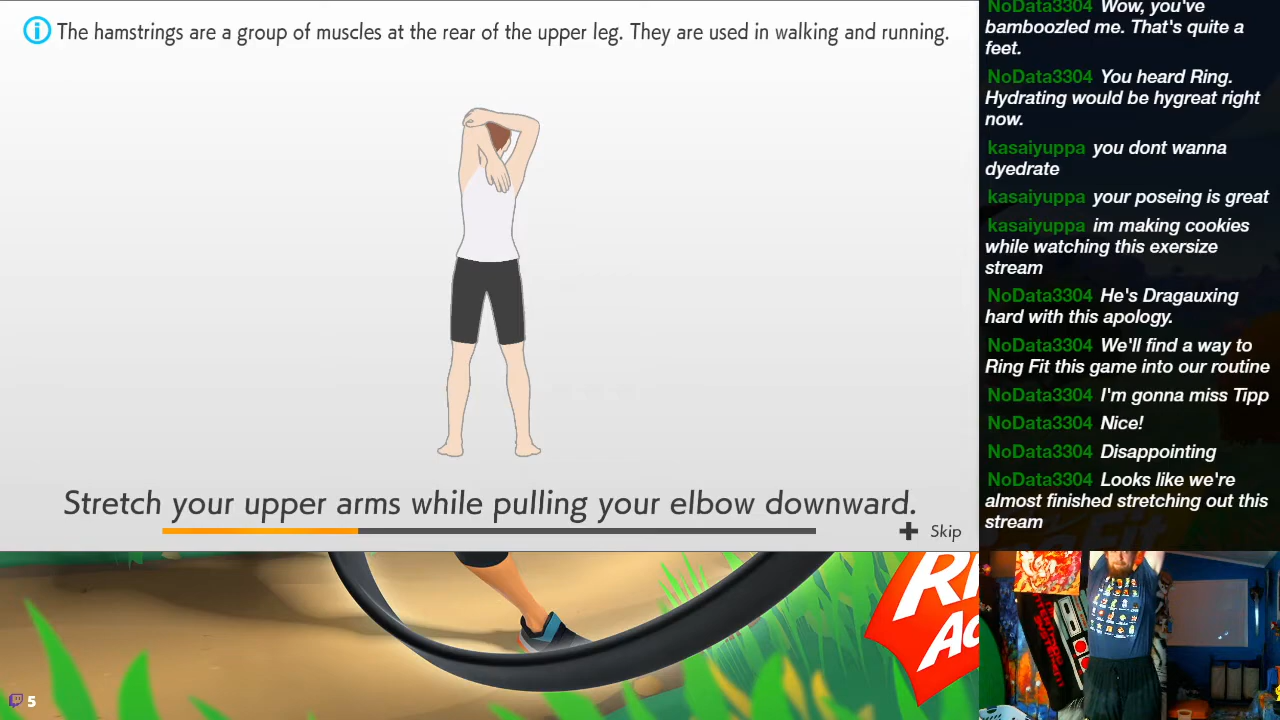 The hamstrings are a group of muscles at the rear of the upper leg. They are used in walking and running.
Stretch your upper arms while pulling your elbow downward.
Skip
5
NoData3304 Wow, you've
bamboozled me. That's quite a
feet.
NoData3304 You heard Ring.
Hydrating would be hygreat right
now.
kasaiyuppa you dont wanna
dyedrate
kasaiyuppa your poseing is great
kasaiyuppa im making cookies
while watching this exersize
stream
NoData3304 He's Dragauxing
hard with this apology.
NoData3304 We'll find a way to
Ring Fit this game into our routine
NoData3304 I'm gonna miss Tipp
NoData3304 Nice!
NoData3304 Disappointing
NoData3304 Looks like we're
almost finished stretching out this
stream